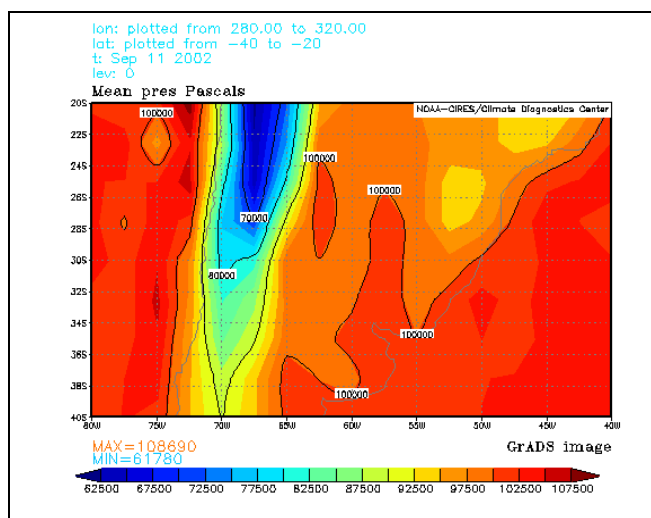 lon: plotted from 280.00 to 320.00
lat: plotted from -40 to -20
t: Sep 11 2002
lev: 0
Mean pres Pascals
NOAA-CIRES/Climate Diagnostics Center
20S
22S
24S
26S
28S
30S
32S
34S
36S
38S
40S
100000
100000
100000
70000
80000
100000
100000
80W
75W
70W
65W
60W
55W
50W
45W
40W
MAX=108690
MIN=61780
GrADS image
62500 67500 72500 77500 82500 87500 92500 97500 102500 107500